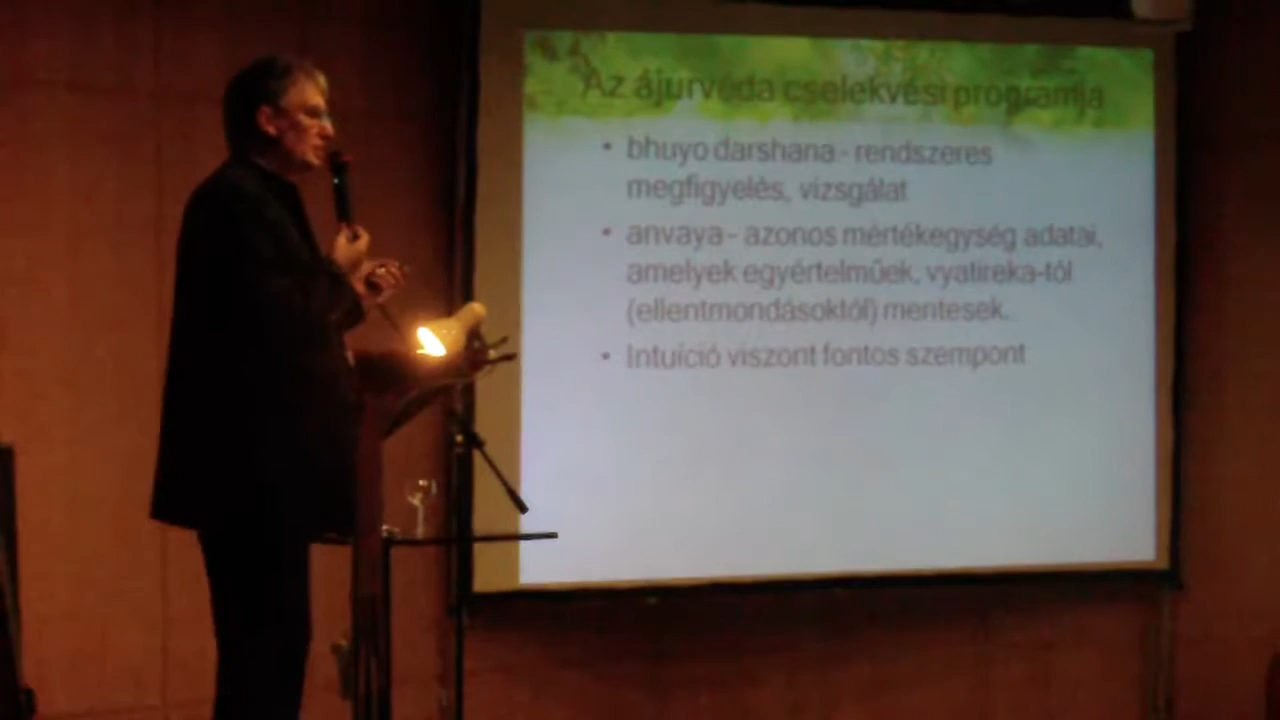 Az ájurvéda cselekvési programja
• bhuyo darshana - rendszeres
megfigyelés, vizsgálat
• anvaya - azonos mértékegység adatai,
amelyek egyértelműek, vyatireka-tól
(ellentmondásoktól) mentesek.
• Intuíció viszont fontos szempont